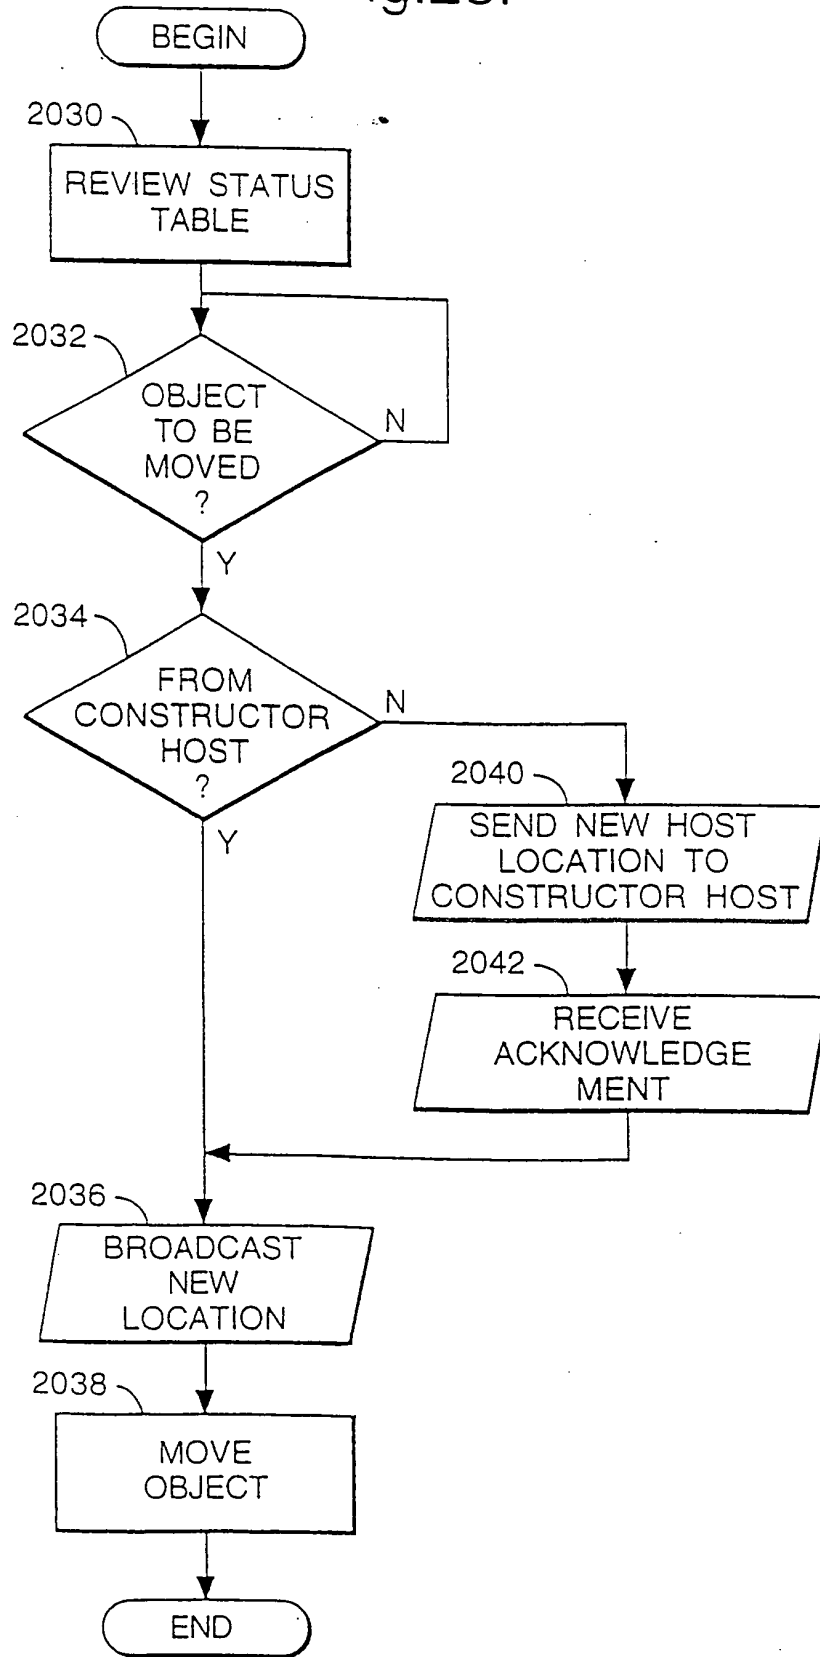 BEGIN
2030
REVIEW STATUS
TABLE
2032
OBJECT
TO BE
MOVED
?
N
Y
2034
FROM
CONSTRUCTOR
HOST
?
N
Y
2040
SEND NEW HOST
LOCATION TO
CONSTRUCTOR HOST
2042
RECEIVE
ACKNOWLEDGE
MENT
2036
BROADCAST
NEW
LOCATION
2038
MOVE
OBJECT
END